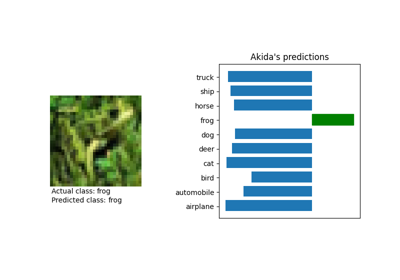 Akida's predictions
truck
ship
horse
frog
dog
deer
cat
bird
automobile
airplane
Actual class: frog
Predicted class: frog